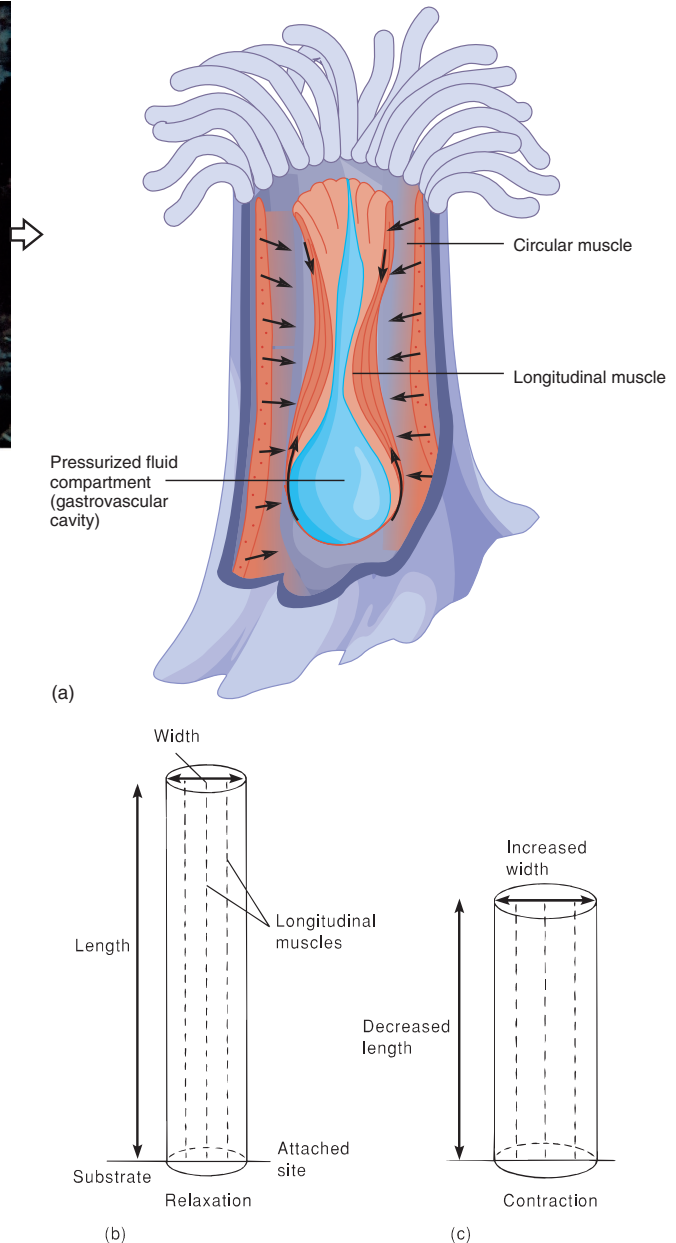 Circular muscle
Longitudinal muscle
Pressurized fluid
compartment
(gastrovascular
cavity)
(a)
Width
Length
Longitudinal
muscles
Substrate
Attached
site
Relaxation
(b)
Increased
width
Decreased
length
Contraction
(c)